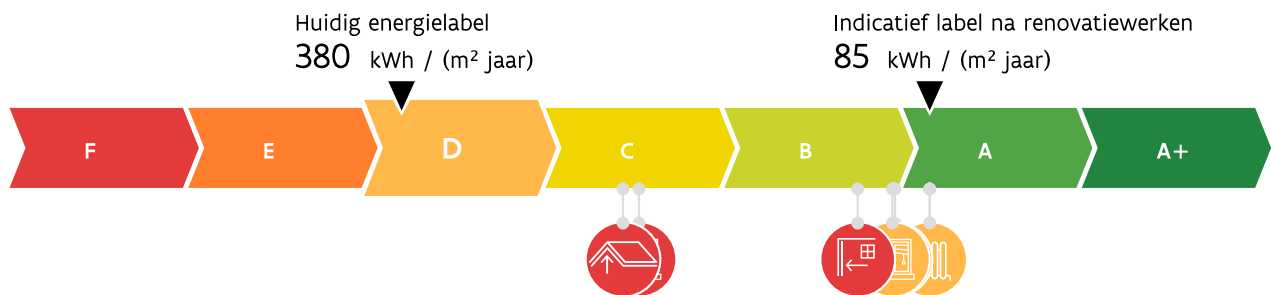 Huidig energielabel
380 kWh / (m² jaar)
Indicatief label na renovatiewerken
85 kWh / (m² jaar)
F E D C B A A+